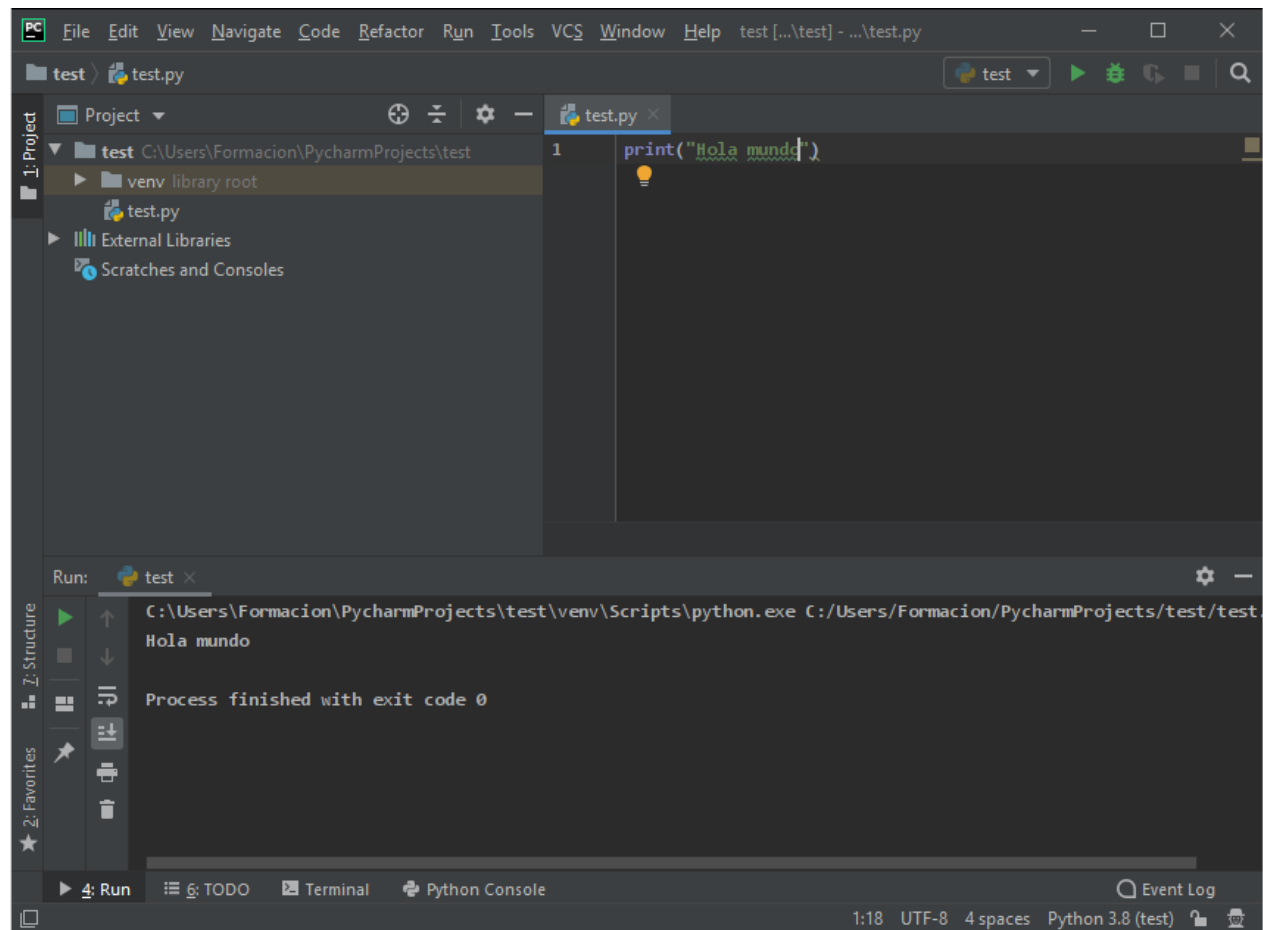 PC File Edit View Navigate Code Refactor Run Tools VCS Window Help test [...\test] - ...\test.py
test test.py test
1: Project
Project
test.py
test C:\Users\Formacion\PycharmProjects\test
venv library root
test.py
External Libraries
Scratches and Consoles
1 print("Hola mundo")
Run: test
C:\Users\Formacion\PycharmProjects\test\venv\Scripts\python.exe C:/Users/Formacion/PycharmProjects/test/test.
Hola mundo
Process finished with exit code 0
7: Structure
2: Favorites
4: Run 6: TODO Terminal Python Console Event Log
1:18 UTF-8 4 spaces Python 3.8 (test)